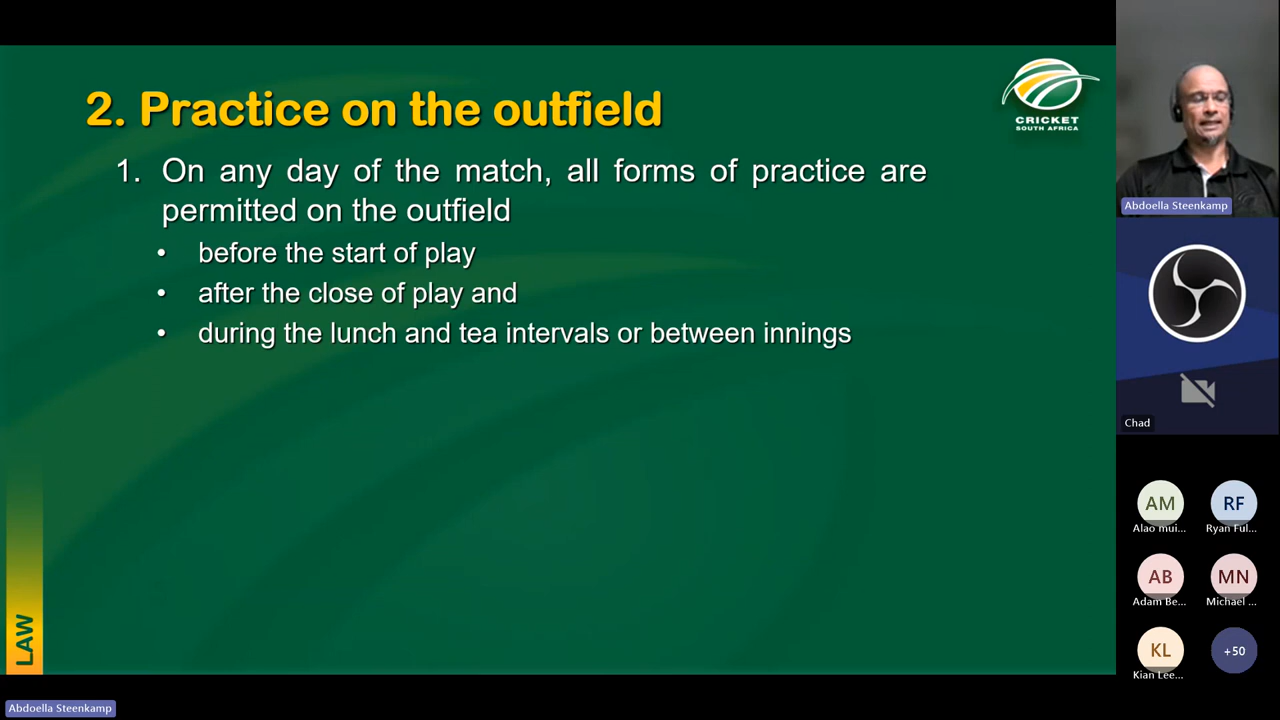 2. Practice on the outfield
CRICKET
SOUTH AFRICA
1. On any day of the match, all forms of practice are
permitted on the outfield
• before the start of play
• after the close of play and
• during the lunch and tea intervals or between innings
LAW
Abdoella Steenkamp
Abdoella Steenkamp
Chad
AM
RF
Alao mui...
Ryan Ful...
AB
MN
Adam Be...
Michael ...
KL
+50
Kian Lee...